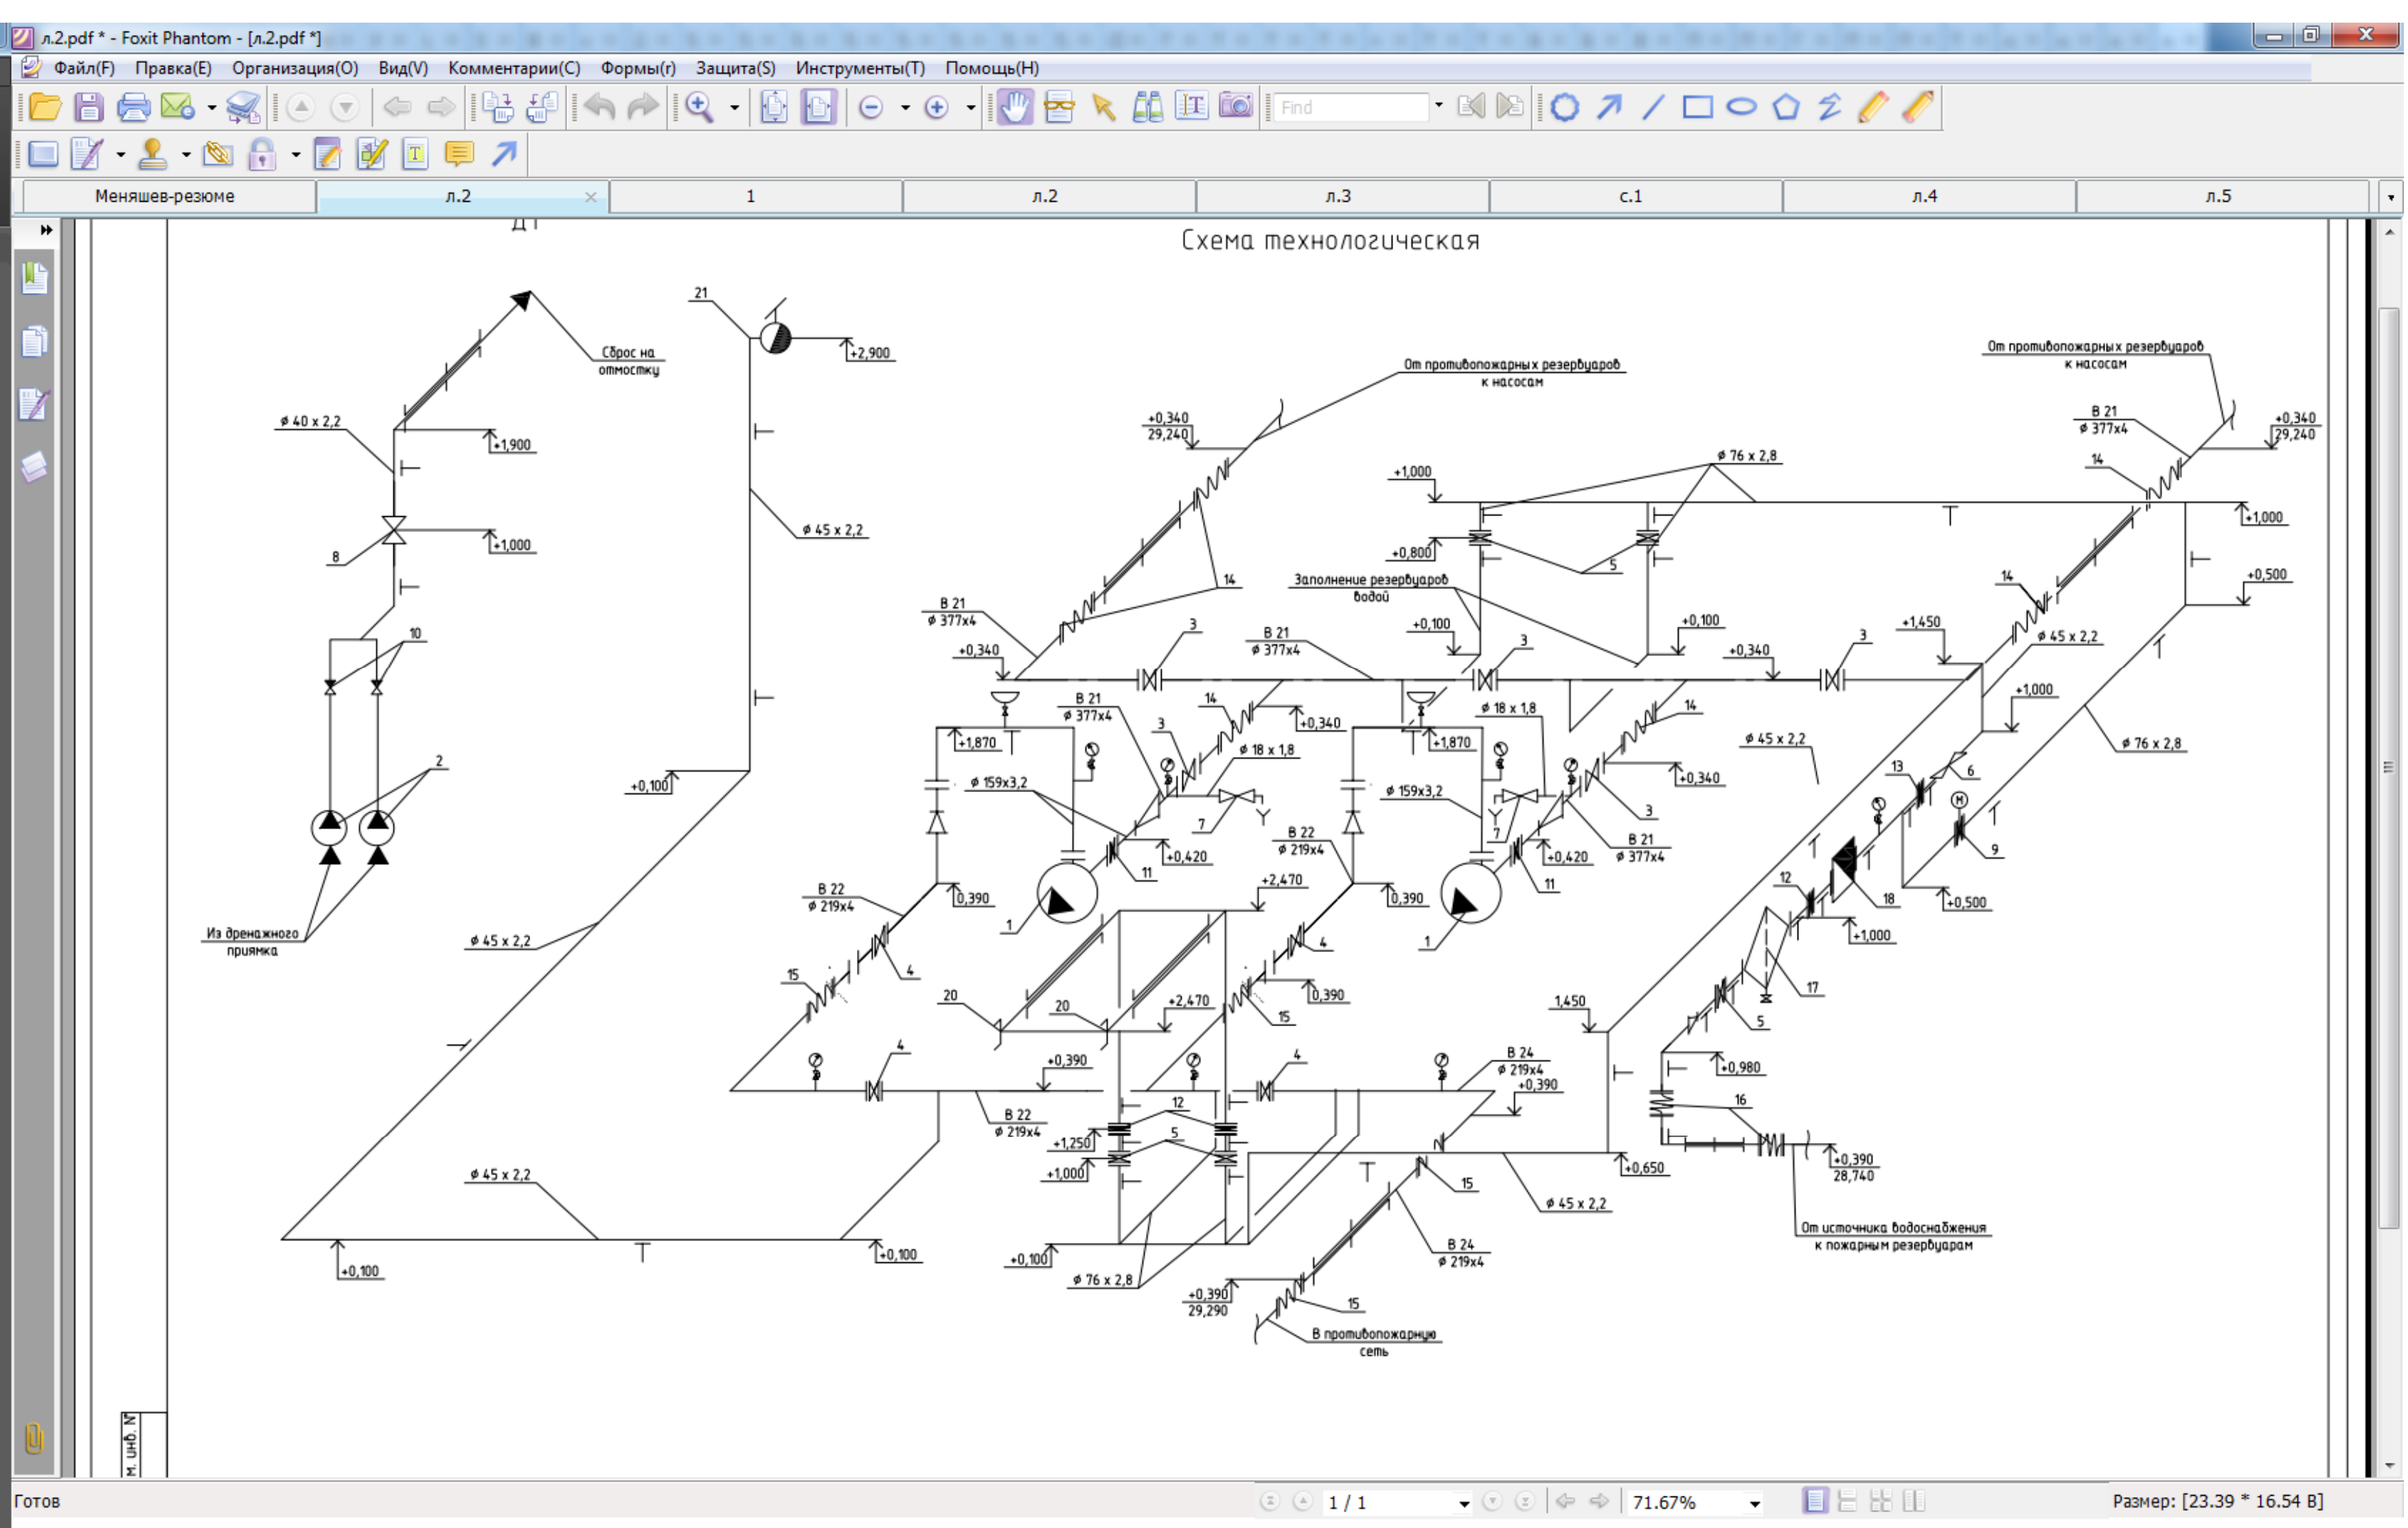 л.2.pdf * - Foxit Phantom - [л.2.pdf *]
Файл(F) Правка(E) Организация(O) Вид(V) Комментарии(C) Формы(r) Защита(S) Инструменты(T) Помощь(H)
Find
Меняшев-резюме л.2 1 л.2 л.3 с.1 л.4 л.5
Схема технологическая
21
+2,900
Сброс на
отмостку
ø 40 x 2,2
+1,900
8
+1,000
ø 45 x 2,2
10
2
Из дренажного
приямка
+0,100
ø 45 x 2,2
ø 45 x 2,2
+0,100
+0,100
От противопожарных резервуаров
к насосам
+0,340
29,240
14
В 21
ø 377x4
+0,340
3
В 21
ø 377x4
От противопожарных резервуаров
к насосам
В 21
ø 377x4
+0,340
29,240
14
ø 76 x 2,8
+1,000
+1,000
+0,800
5
Заполнение резервуаров
водой
+0,100
3
+0,100
+0,340
3
+1,450
14
ø 45 x 2,2
+0,500
+1,000
ø 76 x 2,8
ø 45 x 2,2
В 21
ø 377x4
3
14
+0,340
ø 18 x 1,8
+1,870
ø 159x3,2
7
+0,420
11
1
+1,870
ø 18 x 1,8
14
+0,340
3
ø 159x3,2
7
В 21
ø 377x4
+0,420
11
1
В 22
ø 219x4
0,390
В 22
ø 219x4
0,390
+2,470
4
15
20
20
+2,470
4
0,390
15
13
6
M
9
12
18
+0,500
+1,000
17
5
1,450
+0,980
16
+0,390
28,740
От источника водоснабжения
к пожарным резервуарам
4
+0,390
В 22
ø 219x4
12
5
+1,250
+1,000
4
В 24
ø 219x4
+0,390
+0,650
ø 45 x 2,2
15
В 24
ø 219x4
+0,100
ø 76 x 2,8
+0,390
29,290
15
В противопожарную
сеть
м. инв. №
Готов
1 / 1
71.67%
Размер: [23.39 * 16.54 В]